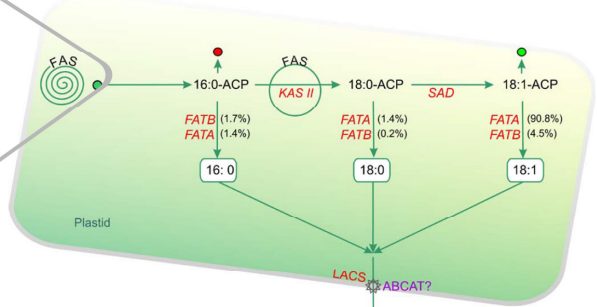 FAS
FAS
16:0-ACP
KAS II
18:0-ACP
SAD
18:1-ACP
FATB (1.7%)
FATA (1.4%)
FATA (1.4%)
FATB (0.2%)
FATA (90.8%)
FATB (4.5%)
16: 0
18:0
18:1
Plastid
LACS
ABCAT?